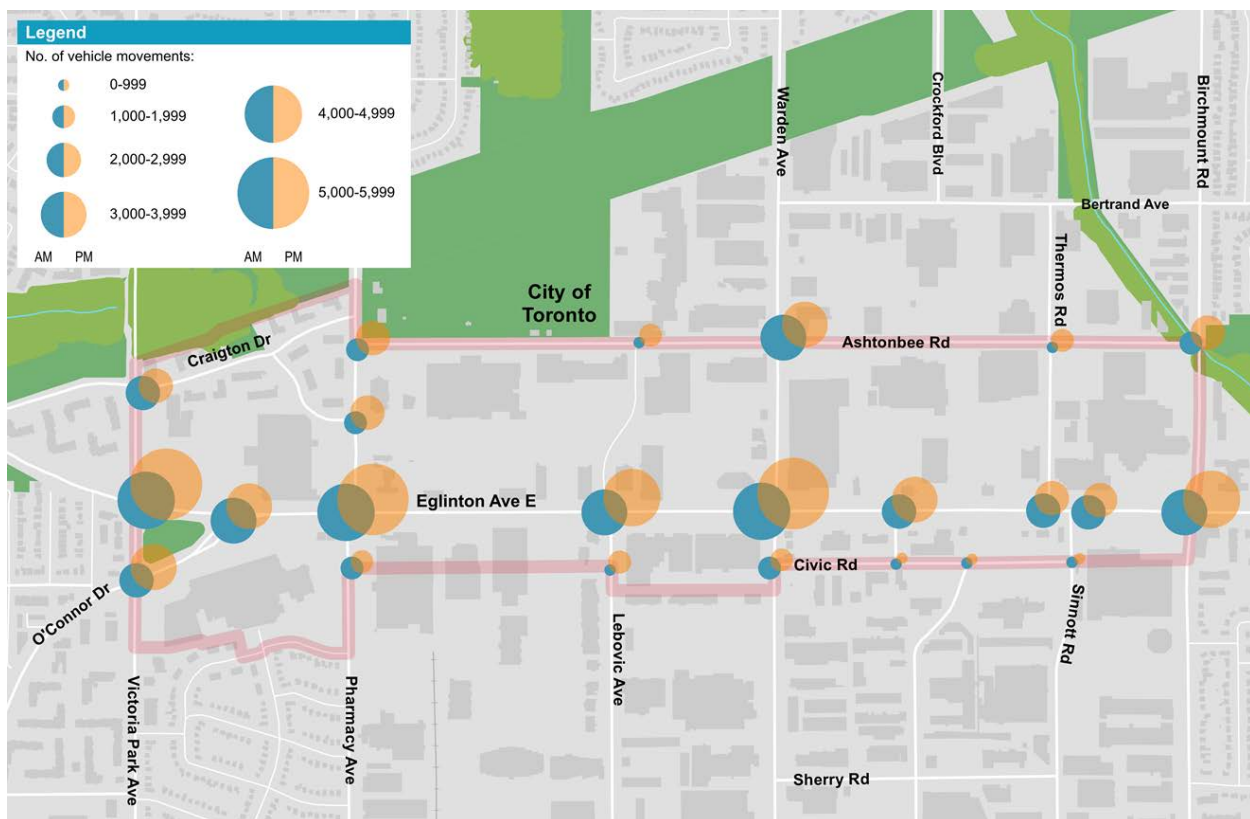 Legend
No. of vehicle movements:
0-999
1,000-1,999
2,000-2,999
3,000-3,999
4,000-4,999
5,000-5,999
AM PM
AM PM
Warden Ave
Crockford Blvd
Birchmount Rd
Bertrand Ave
Thermos Rd
City of
Toronto
Craigton Dr
Ashtonbee Rd
Eglinton Ave E
Civic Rd
O'Connor Dr
Sinnott Rd
Lebovic Ave
Victoria Park Ave
Pharmacy Ave
Sherry Rd